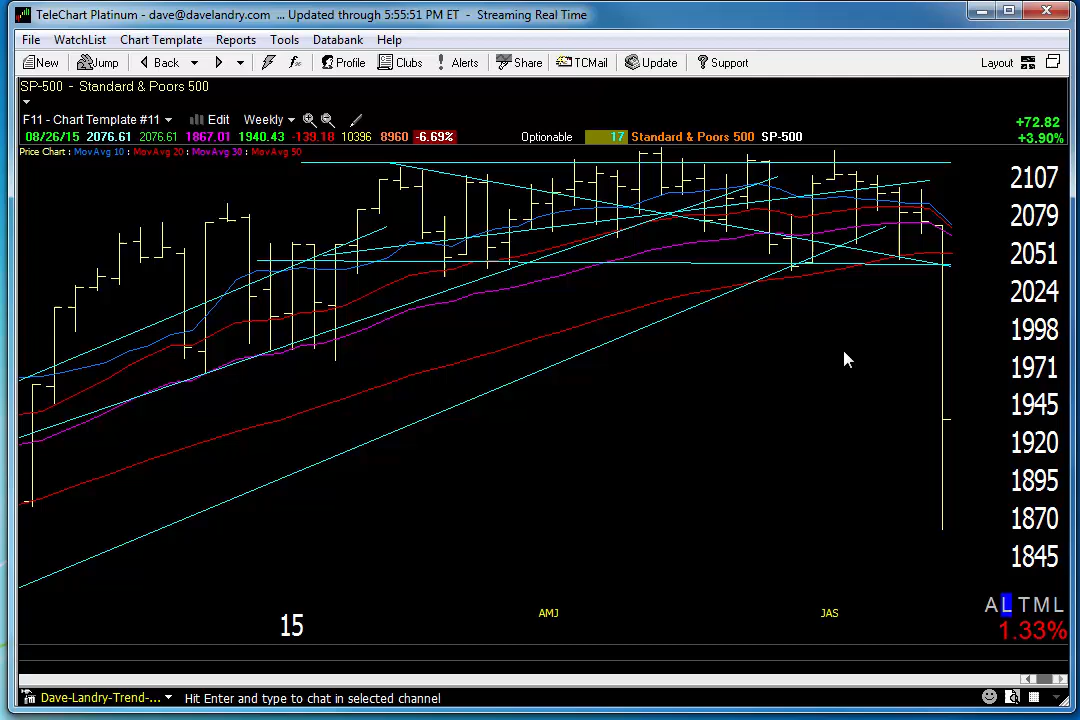 TeleChart Platinum - dave@davelandry.com ... Updated through 5:55:51 PM ET - Streaming Real Time
File WatchList Chart Template Reports Tools Databank Help
New Jump Back Profile Clubs Alerts Share TCMail Update Support Layout
SP-500 - Standard & Poors 500
F11 - Chart Template #11 Edit Weekly
+72.82
08/26/15 2076.61 2076.61 1867.01 1940.43 -139.18 10396 8960 -6.69% Optionable 17 Standard & Poors 500 SP-500
+3.90%
Price Chart : MovAvg 10 : MovAvg 20 : MovAvg 30 : MovAvg 50
2107
2079
2051
2024
1998
1971
1945
1920
1895
1870
1845
15 AMJ JAS
A L T M L
1.33%
Dave-Landry-Trend-... Hit Enter and type to chat in selected channel